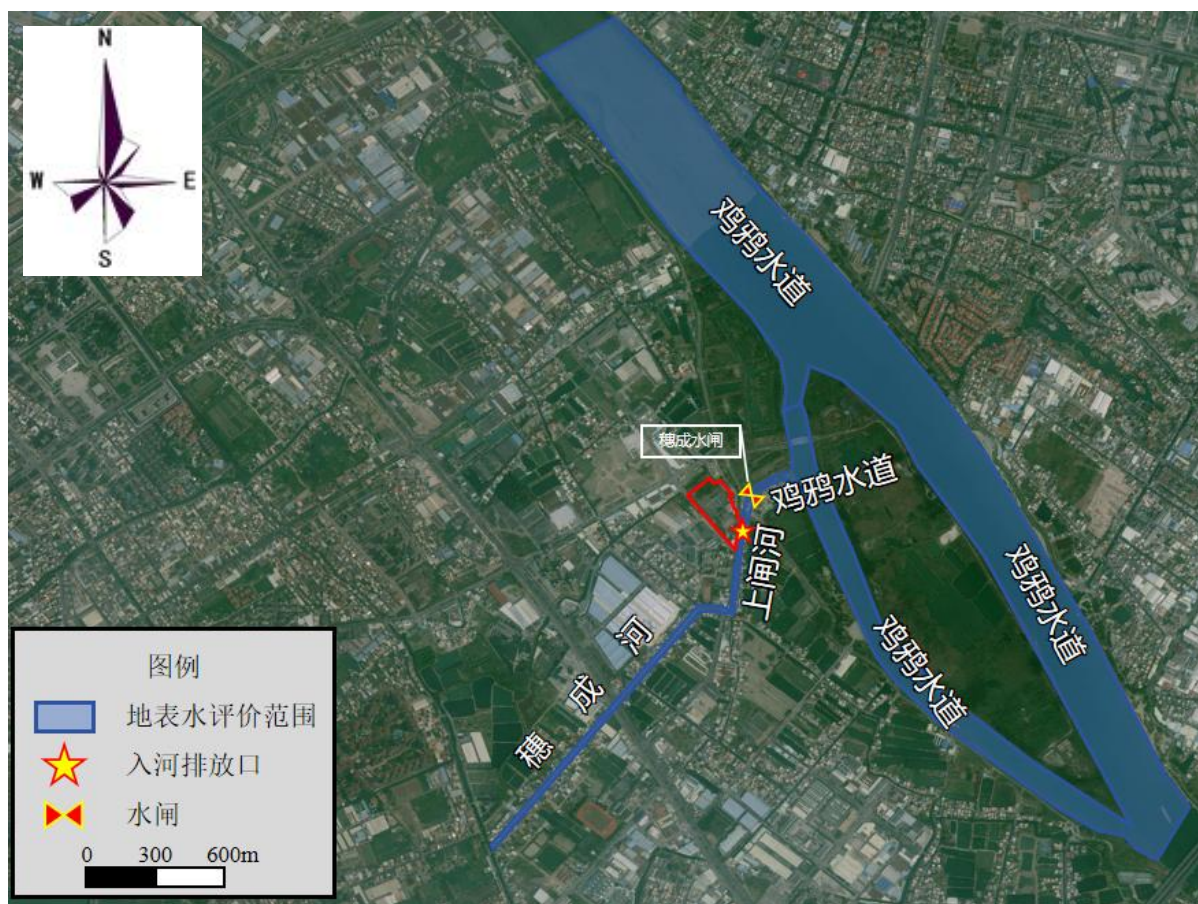 N
W
E
S
鸡鸦水道
穗成水闸
鸡鸦水道
上闸河
鸡鸦水道
鸡鸦水道
穗成河
图例
地表水评价范围
入河排放口
水闸
0 300 600m